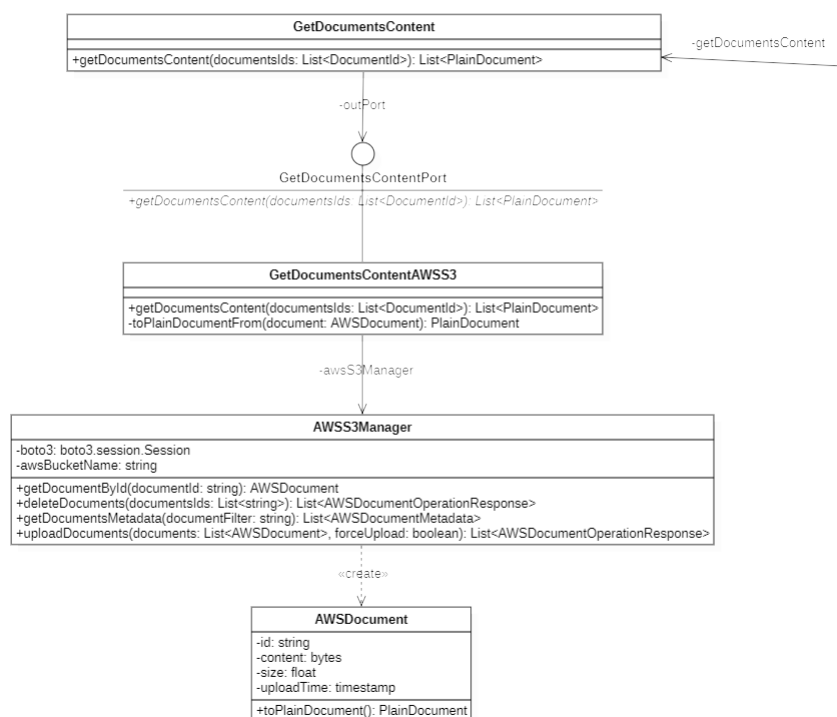 GetDocumentsContent
-getDocumentsContent
+getDocumentsContent(documentsIds: List<DocumentId>): List<PlainDocument>
-outPort
GetDocumentsContentPort
+getDocumentsContent(documentsIds: List<DocumentId>): List<PlainDocument>
GetDocumentsContentAWSS3
+getDocumentsContent(documentsIds: List<DocumentId>): List<PlainDocument>
-toPlainDocumentFrom(document: AWSDocument): PlainDocument
-awsS3Manager
AWSS3Manager
-boto3: boto3.session.Session
-awsBucketName: string
+getDocumentById(documentId: string): AWSDocument
+deleteDocuments(documentsIds: List<string>): List<AWSDocumentOperationResponse>
+getDocumentsMetadata(documentFilter: string): List<AWSDocumentMetadata>
+uploadDocuments(documents: List<AWSDocument>, forceUpload: boolean): List<AWSDocumentOperationResponse>
«create»
AWSDocument
-id: string
-content: bytes
-size: float
-uploadTime: timestamp
+toPlainDocument(): PlainDocument